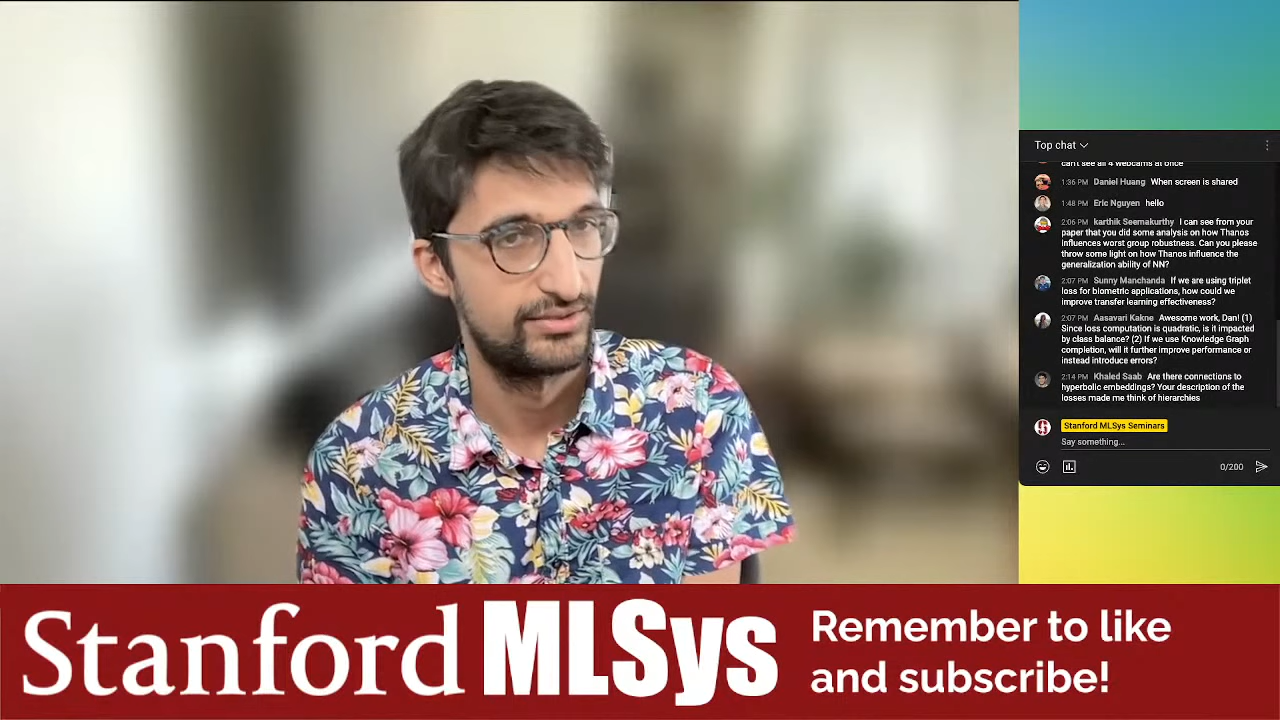 Top chat
can't see all 4 webcams at once
1:36 PM Daniel Huang When screen is shared
1:48 PM Eric Nguyen hello
2:06 PM karthik Seemakurthy I can see from your
paper that you did some analysis on how Thanos
influences worst group robustness. Can you please
throw some light on how Thanos influence the
generalization ability of NN?
2:07 PM Sunny Manchanda If we are using triplet
loss for biometric applications, how could we
improve transfer learning effectiveness?
2:07 PM Aasavari Kakne Awesome work, Dan! (1)
Since loss computation is quadratic, is it impacted
by class balance? (2) If we use Knowledge Graph
completion, will it further improve performance or
instead introduce errors?
2:14 PM Khaled Saab Are there connections to
hyperbolic embeddings? Your description of the
losses made me think of hierarchies
Stanford MLSys Seminars
Say something...
0/200
Stanford MLSys
Remember to like
and subscribe!